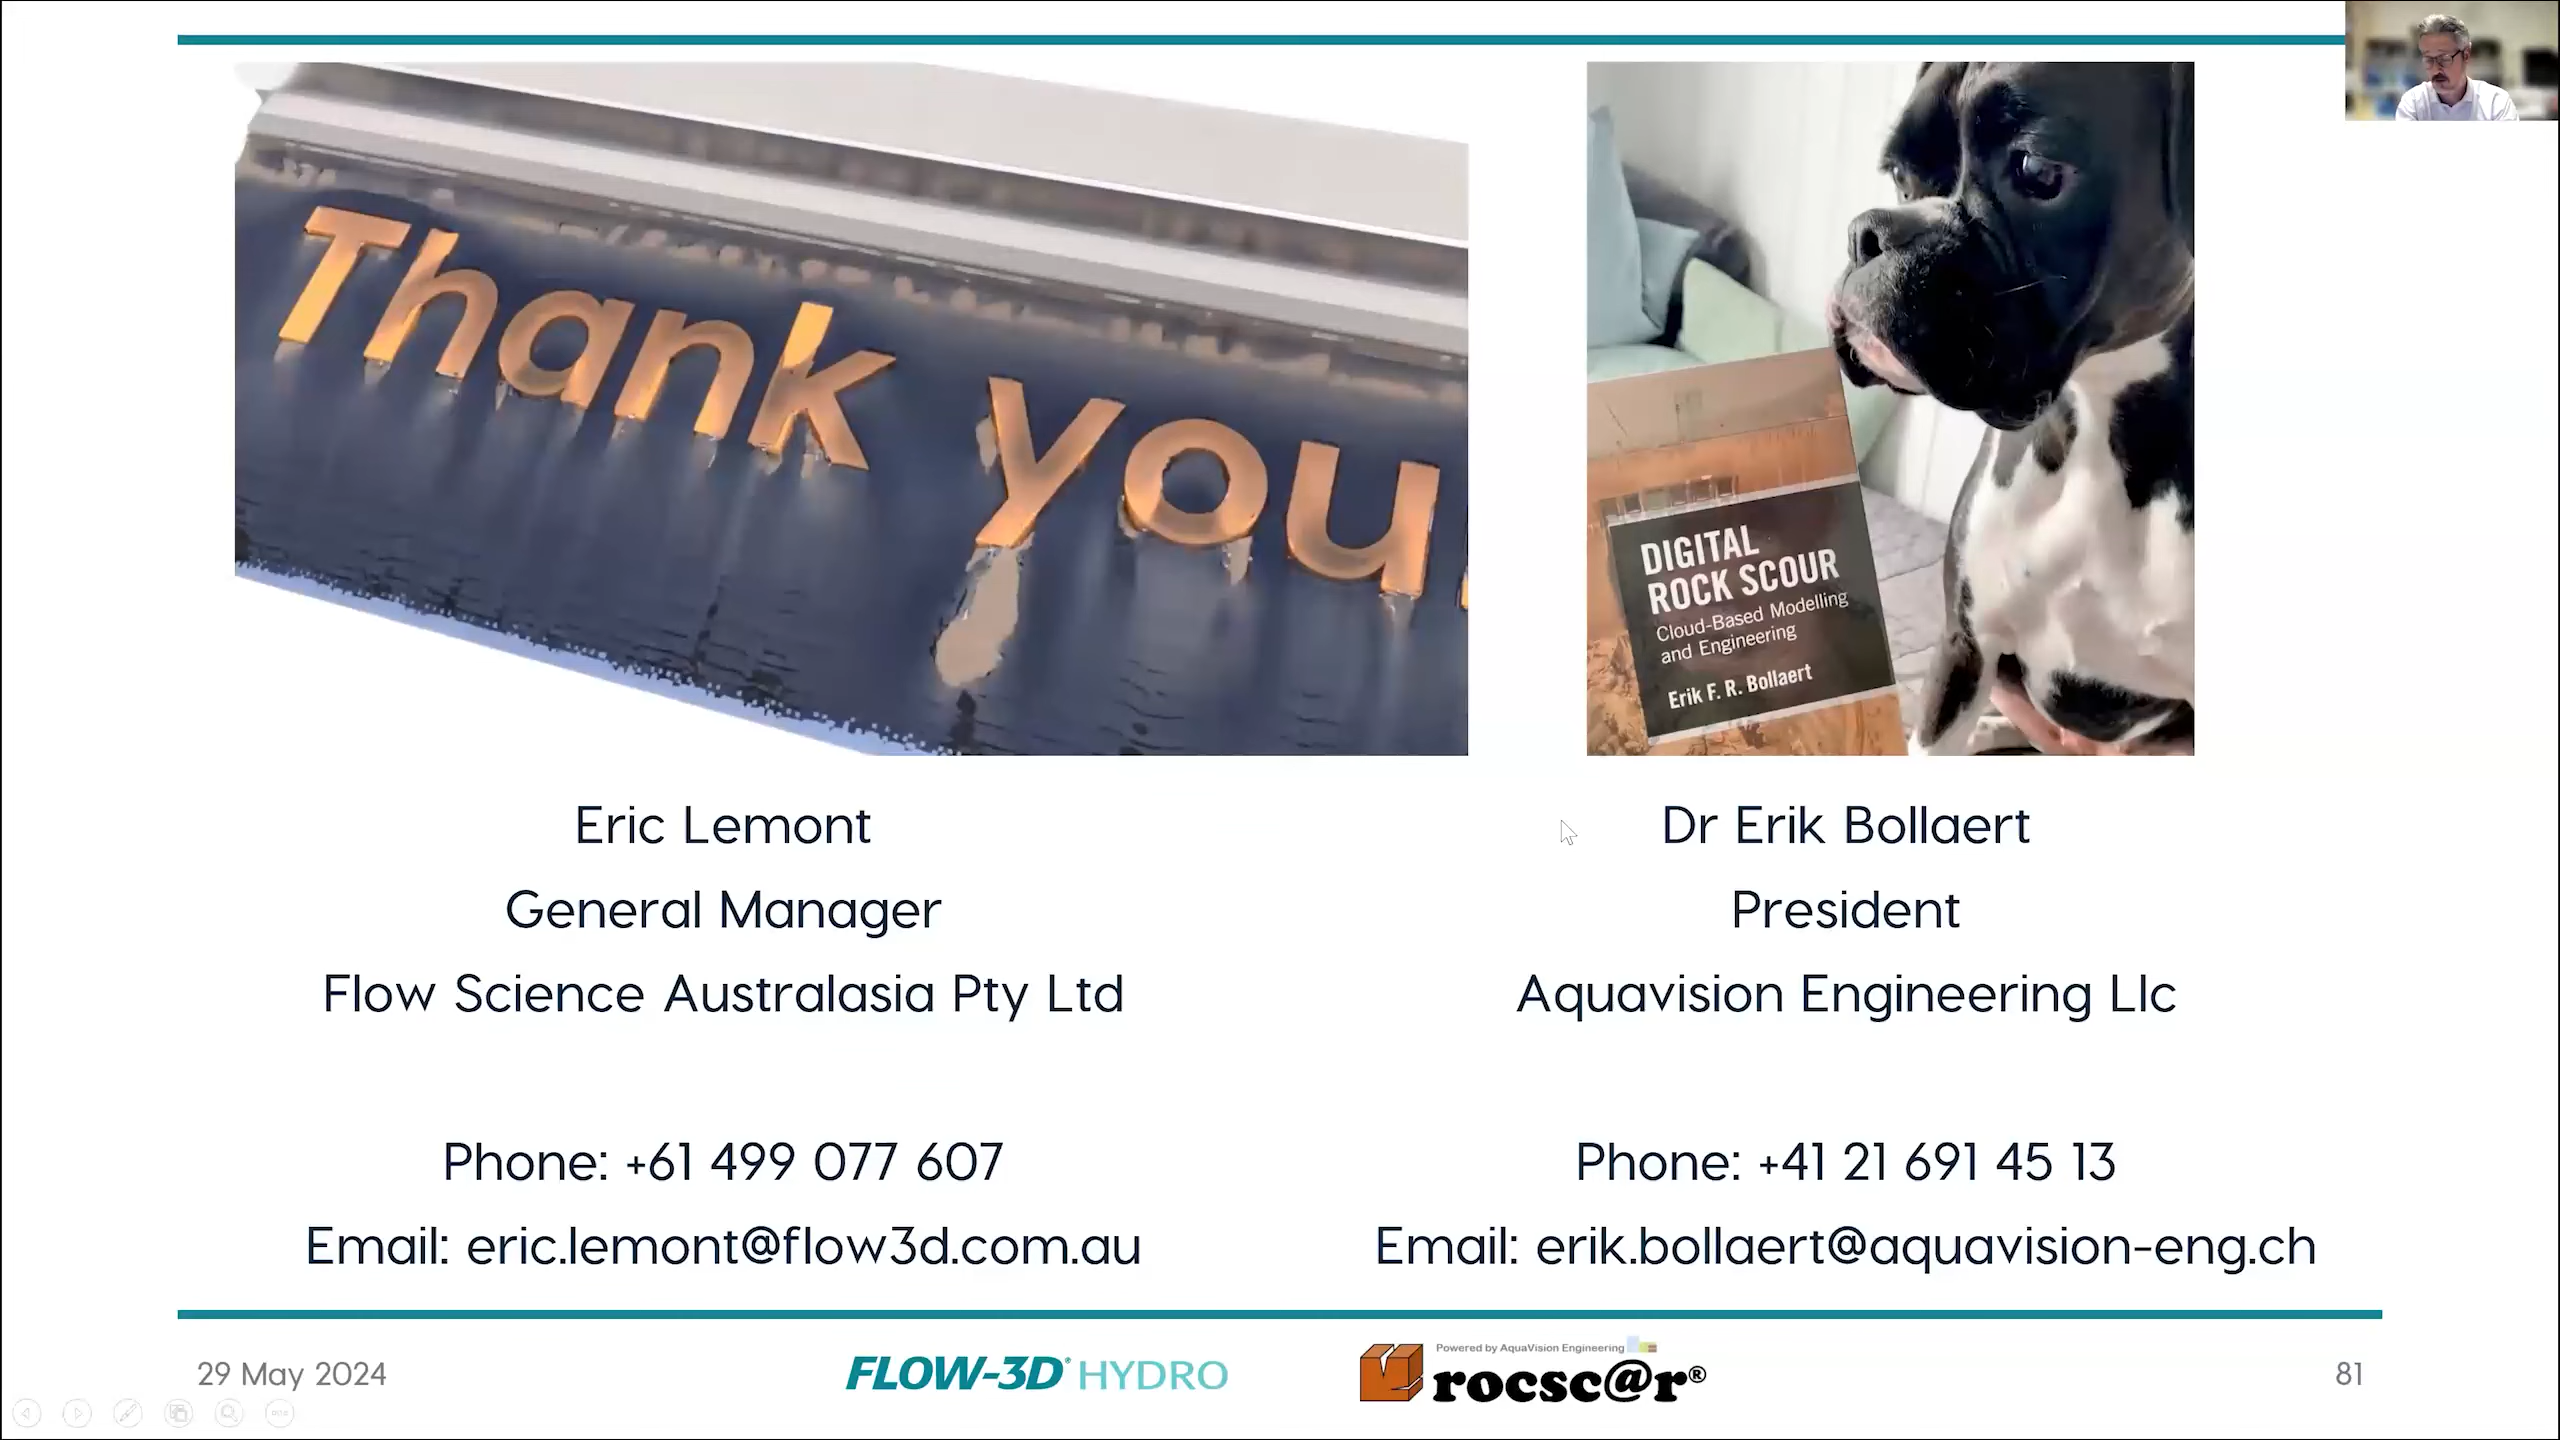 Thank you
DIGITAL
ROCK SCOUR
Cloud-Based Modelling
and Engineering
Erik F. R. Bollaert
Eric Lemont
General Manager
Flow Science Australasia Pty Ltd
Phone: +61 499 077 607
Email: eric.lemont@flow3d.com.au
Dr Erik Bollaert
President
Aquavision Engineering Llc
Phone: +41 21 691 45 13
Email: erik.bollaert@aquavision-eng.ch
29 May 2024
FLOW-3D® HYDRO
Powered by AquaVision Engineering
rocsc@r®
81